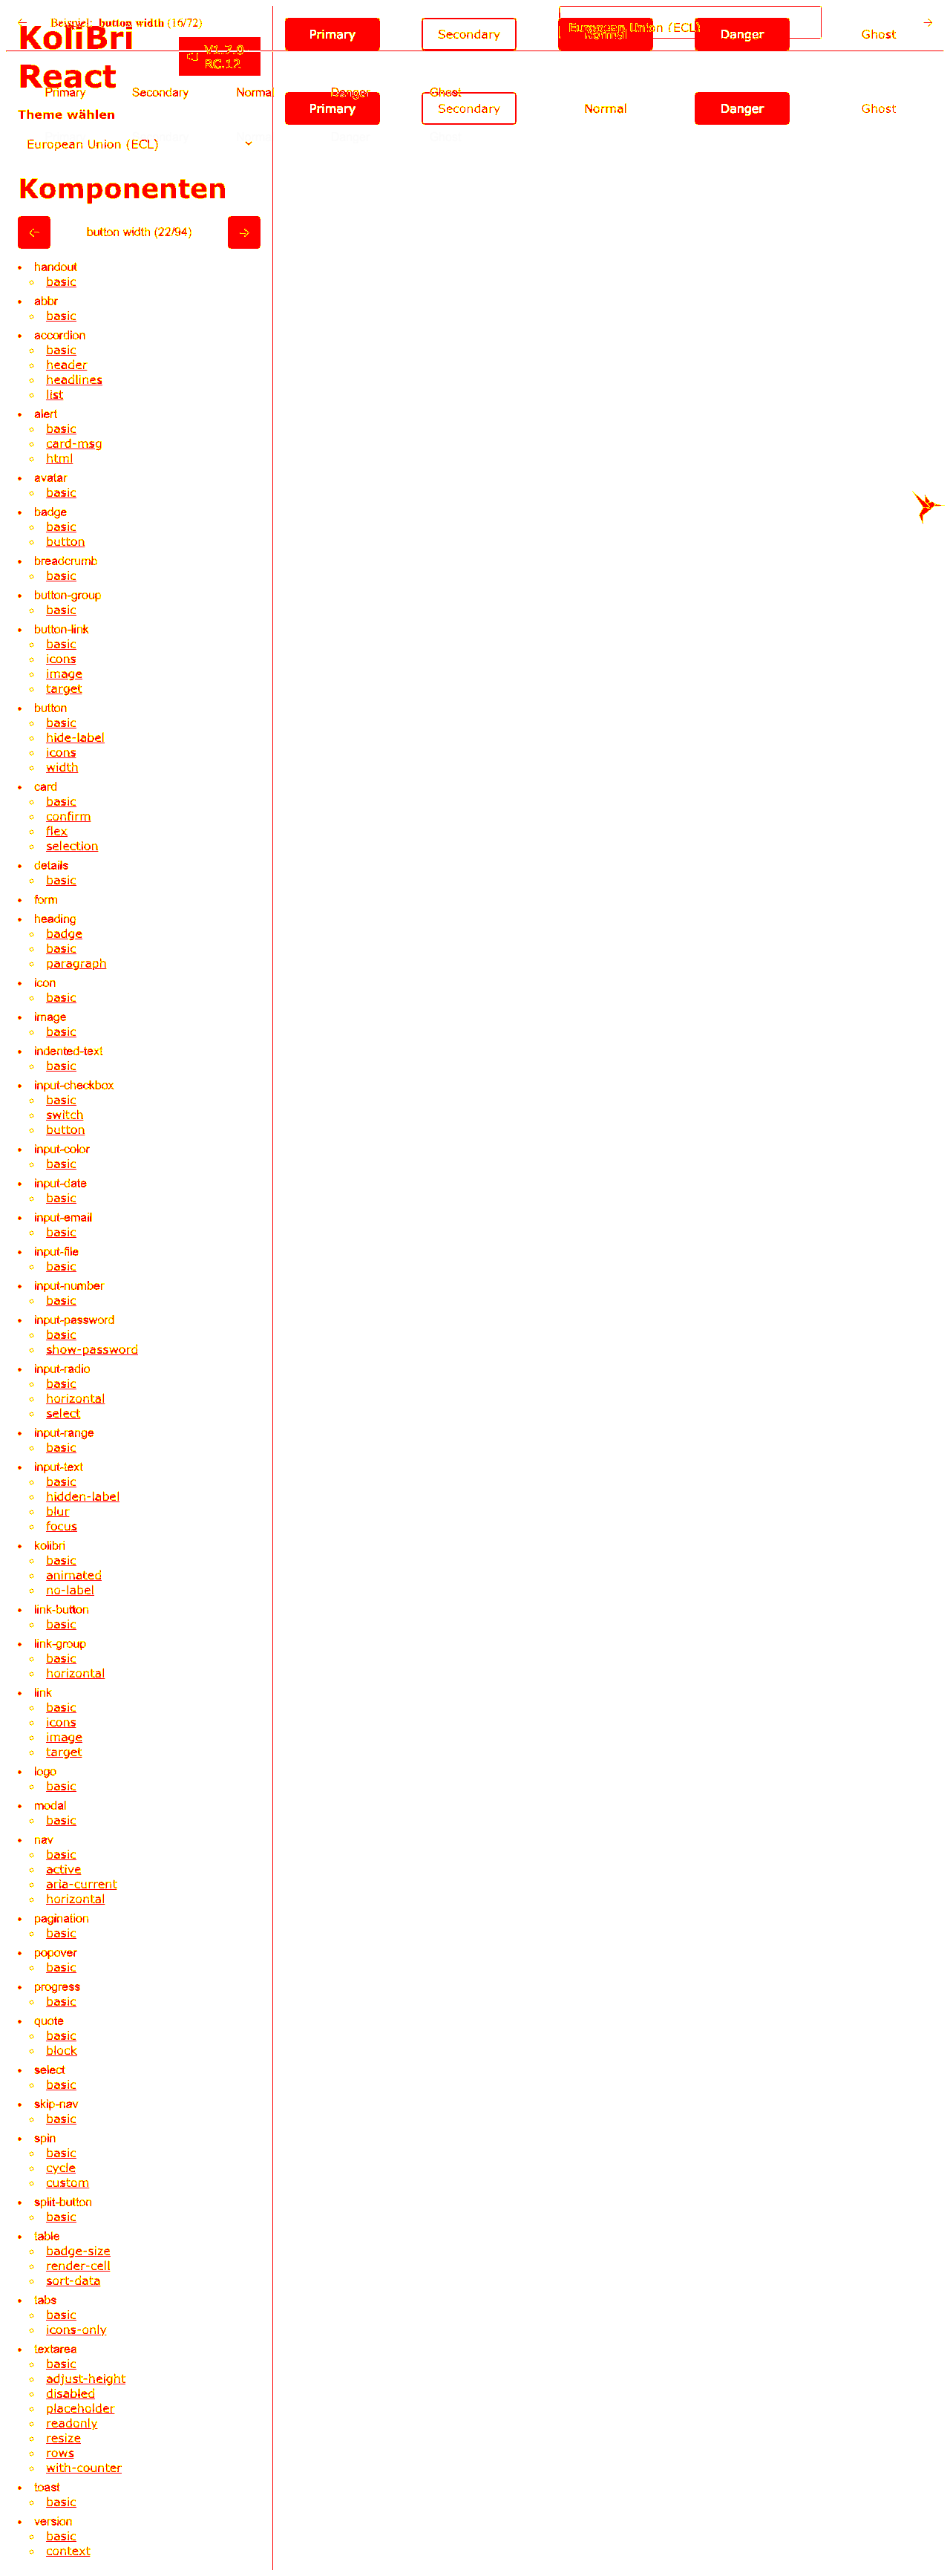 Beispiel: button width (16/72)
European Union (ECL)
KoliBri
React
V1.7.0
RC.12
Primary Secondary Normal Danger Ghost
Primary Secondary Normal Danger Ghost
Primary Secondary Normal Danger Ghost
Theme wählen
European Union (ECL)
Komponenten
button width (22/94)
handout
basic
abbr
basic
accordion
basic
header
headlines
list
alert
basic
card-msg
html
avatar
basic
badge
basic
button
breadcrumb
basic
button-group
basic
button-link
basic
icons
image
target
button
basic
hide-label
icons
width
card
basic
confirm
flex
selection
details
basic
form
heading
badge
basic
paragraph
icon
basic
image
basic
indented-text
basic
input-checkbox
basic
switch
button
input-color
basic
input-date
basic
input-email
basic
input-file
basic
input-number
basic
input-password
basic
show-password
input-radio
basic
horizontal
select
input-range
basic
input-text
basic
hidden-label
blur
focus
kolibri
basic
animated
no-label
link-button
basic
link-group
basic
horizontal
link
basic
icons
image
target
logo
basic
modal
basic
nav
basic
active
aria-current
horizontal
pagination
basic
popover
basic
progress
basic
quote
basic
block
select
basic
skip-nav
basic
spin
basic
cycle
custom
split-button
basic
table
badge-size
render-cell
sort-data
tabs
basic
icons-only
textarea
basic
adjust-height
disabled
placeholder
readonly
resize
rows
with-counter
toast
basic
version
basic
context